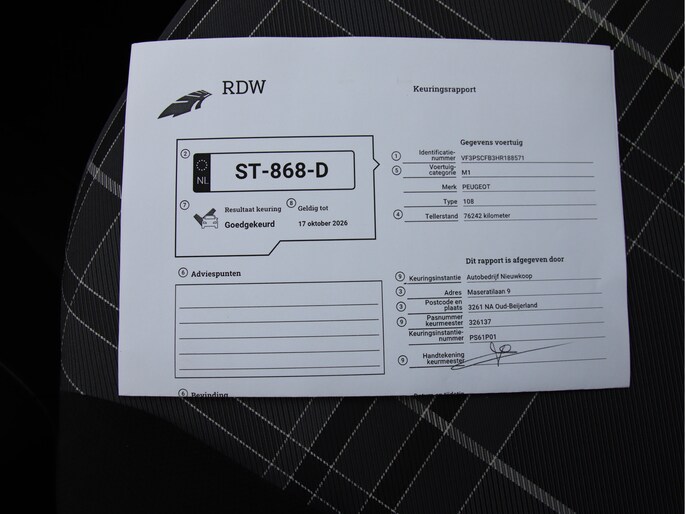 RDW
Keuringsrapport
2
NL
ST-868-D
7 Resultaat keuring
Goedgekeurd
8 Geldig tot
17 oktober 2026
Gegevens voertuig
1 Identificatie-
nummer VF3PSCFB3HR188571
5 Voertuig-
categorie M1
Merk PEUGEOT
Type 108
4 Tellerstand 76242 kilometer
6 Adviespunten
Dit rapport is afgegeven door
9 Keuringsinstantie Autobedrijf Nieuwkoop
3 Adres Maseratilaan 9
3 Postcode en
plaats 3261 NA Oud-Beijerland
9 Pasnummer
keurmeester 326137
Keuringsinstantie-
nummer PS61P01
9 Handtekening
keurmeester
6 Bevinding